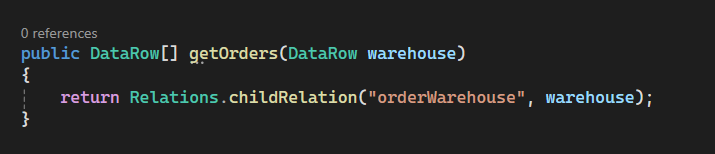 0 references
public DataRow[] getOrders(DataRow warehouse)
{
return Relations.childRelation("orderWarehouse", warehouse);
}